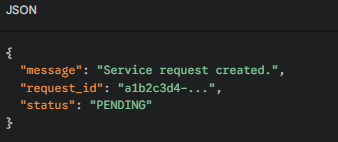 JSON
{
"message": "Service request created.",
"request_id": "a1b2c3d4-...",
"status": "PENDING"
}